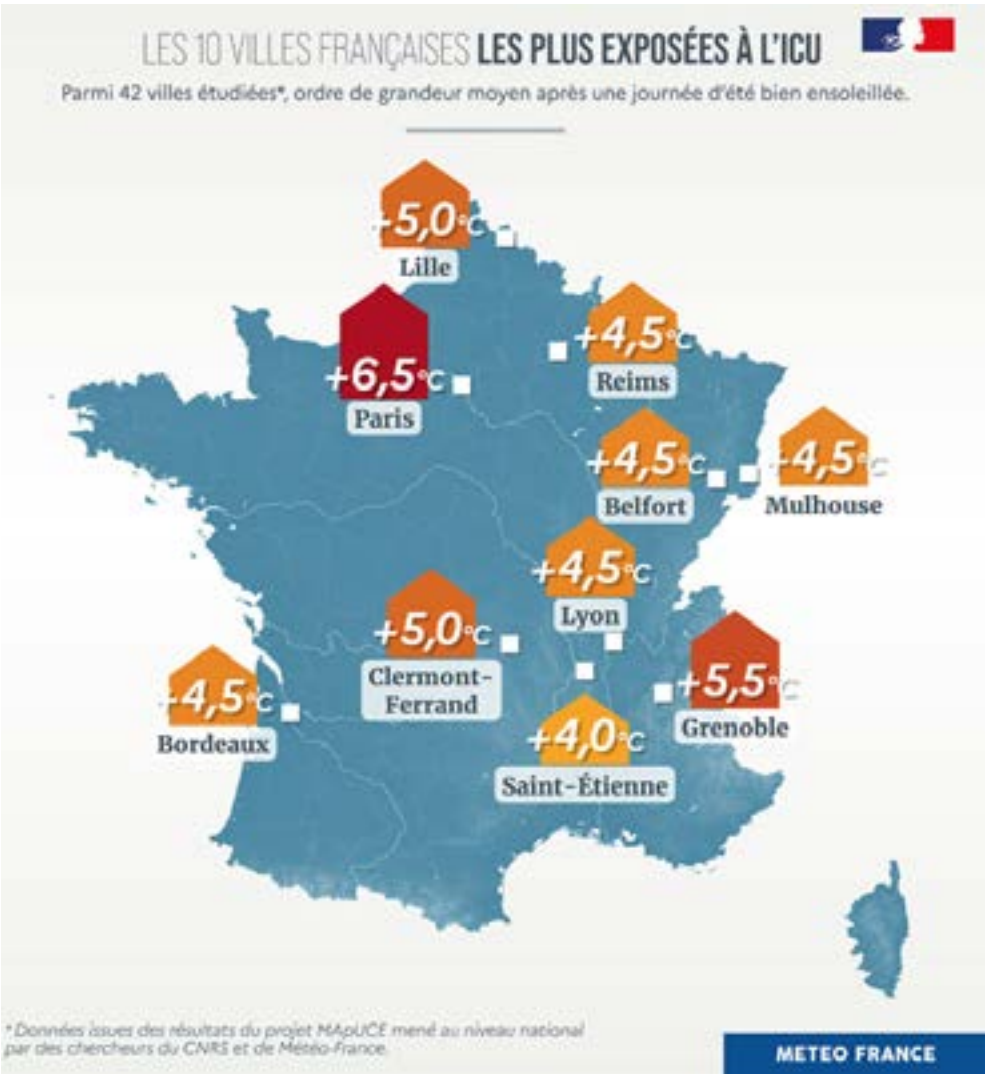 LES 10 VILLES FRANÇAISES LES PLUS EXPOSÉES À L'ICU
Parmi 42 villes étudiées*, ordre de grandeur moyen après une journée d'été bien ensoleillée.
+5,0°C
Lille
+6,5°C
Paris
+4,5°C
Reims
+4,5°C
Belfort
+4,5°C
Mulhouse
+4,5°C
Lyon
+5,0°C
Clermont-
Ferrand
+4,5°C
Bordeaux
+5,5°C
Grenoble
+4,0°C
Saint-Étienne
* Données issues des résultats du projet MApUCE mené au niveau national
par des chercheurs du CNRS et de Météo-France.
METEO FRANCE